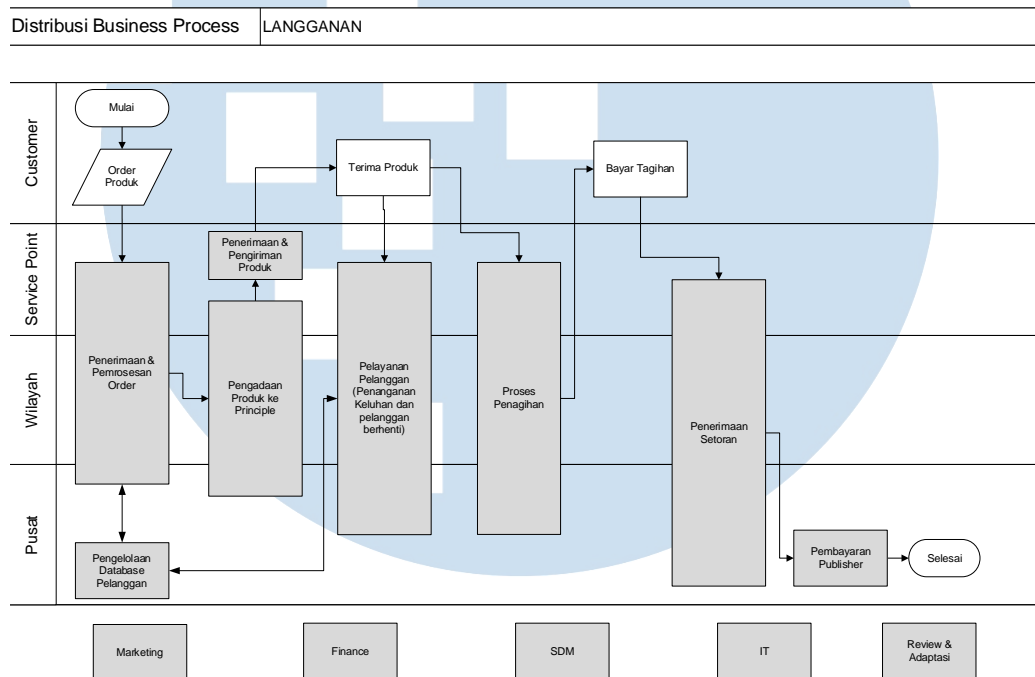 Distribusi Business Process
LANGGANAN
Customer
Mulai
Order
Produk
Terima Produk
Bayar Tagihan
Service Point
Penerimaan &
Pengiriman
Produk
Wilayah
Penerimaan &
Pemrosesan
Order
Pengadaan
Produk ke
Principle
Pelayanan
Pelanggan
(Penanganan
Keluhan dan
pelanggan
berhenti)
Proses
Penagihan
Penerimaan
Setoran
Pusat
Pengelolaan
Database
Pelanggan
Pembayaran
Publisher
Selesai
Marketing
Finance
SDM
IT
Review &
Adaptasi